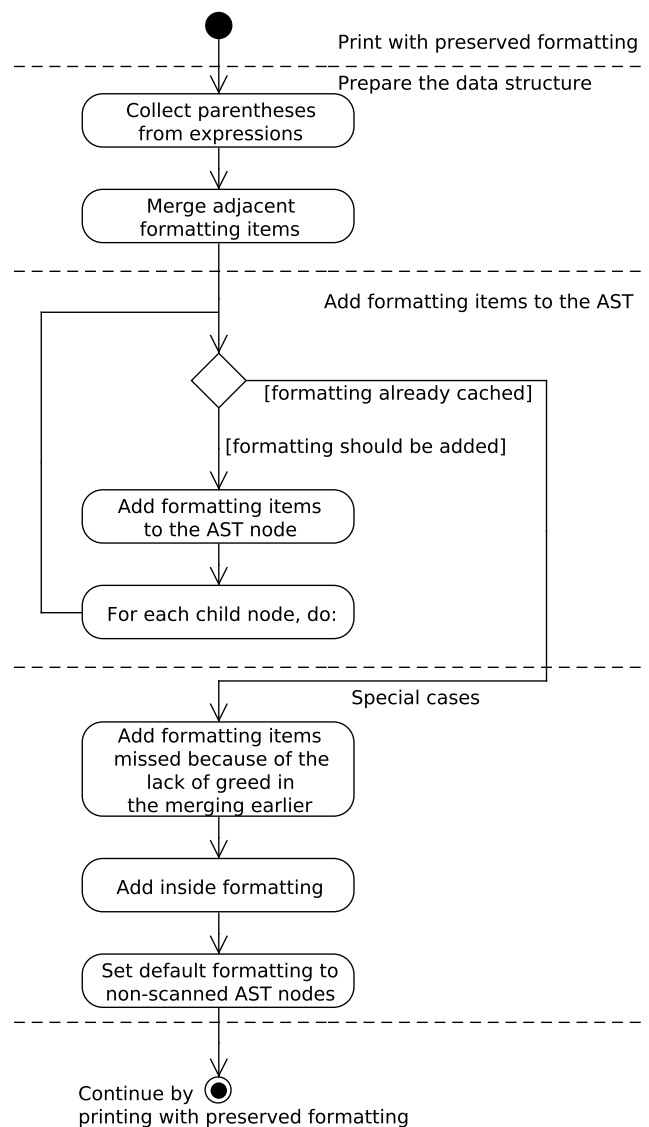 Print with preserved formatting
Prepare the data structure
Collect parentheses
from expressions
Merge adjacent
formatting items
Add formatting items to the AST
[formatting already cached]
[formatting should be added]
Add formatting items
to the AST node
For each child node, do:
Special cases
Add formatting items
missed because of the
lack of greed in
the merging earlier
Add inside formatting
Set default formatting to
non-scanned AST nodes
Continue by
printing with preserved formatting